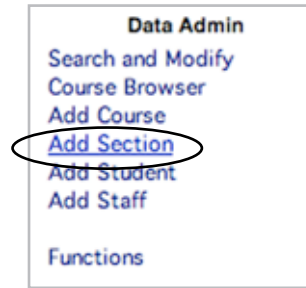 Data Admin
Search and Modify
Course Browser
Add Course
Add Section
Add Student
Add Staff
Functions